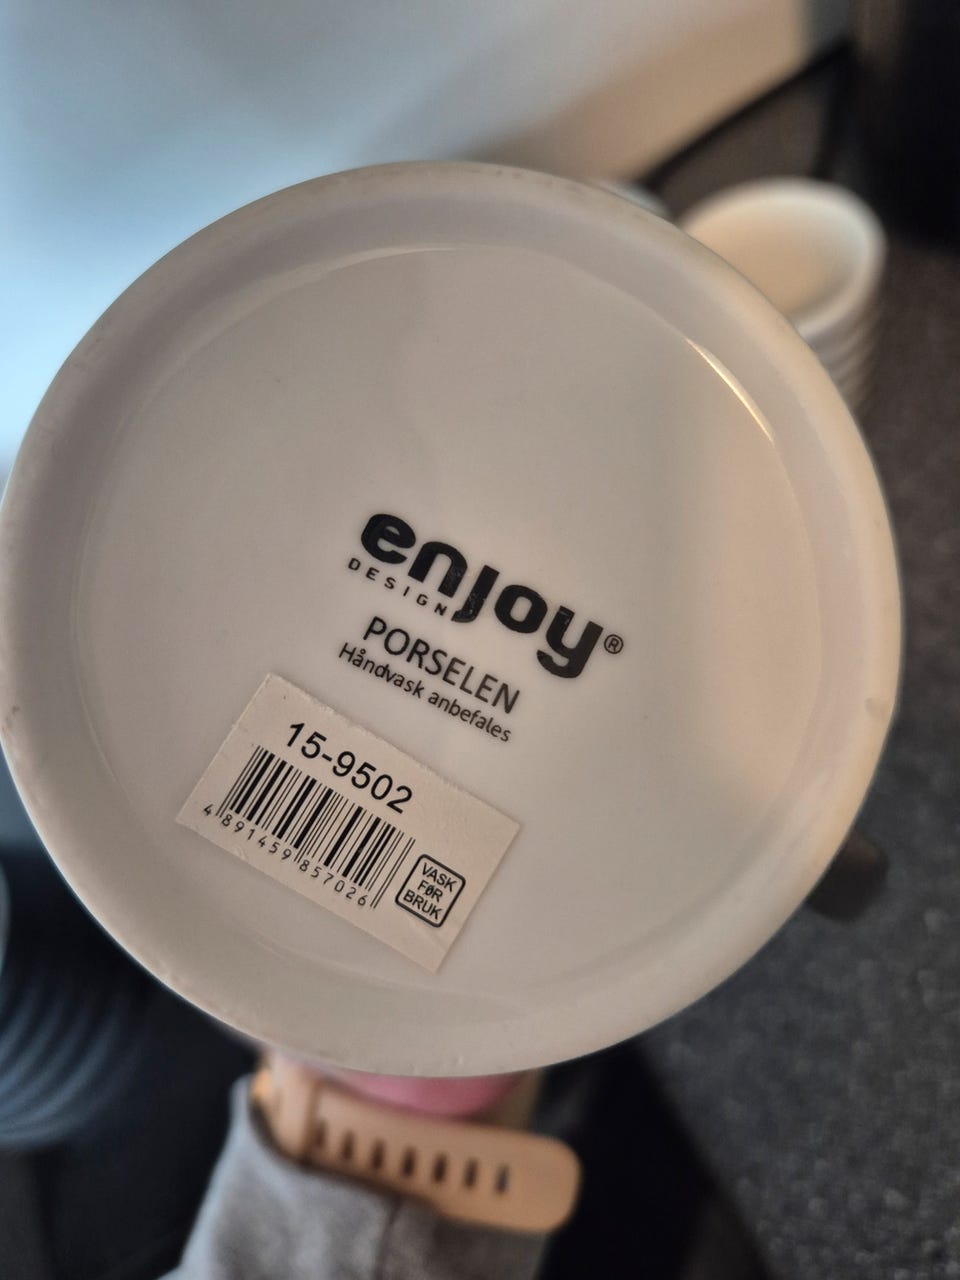 enjoy®
DESIGN
PORSELEN
Håndvask anbefales
15-9502
4 891459 857026
VASK
FØR
BRUK